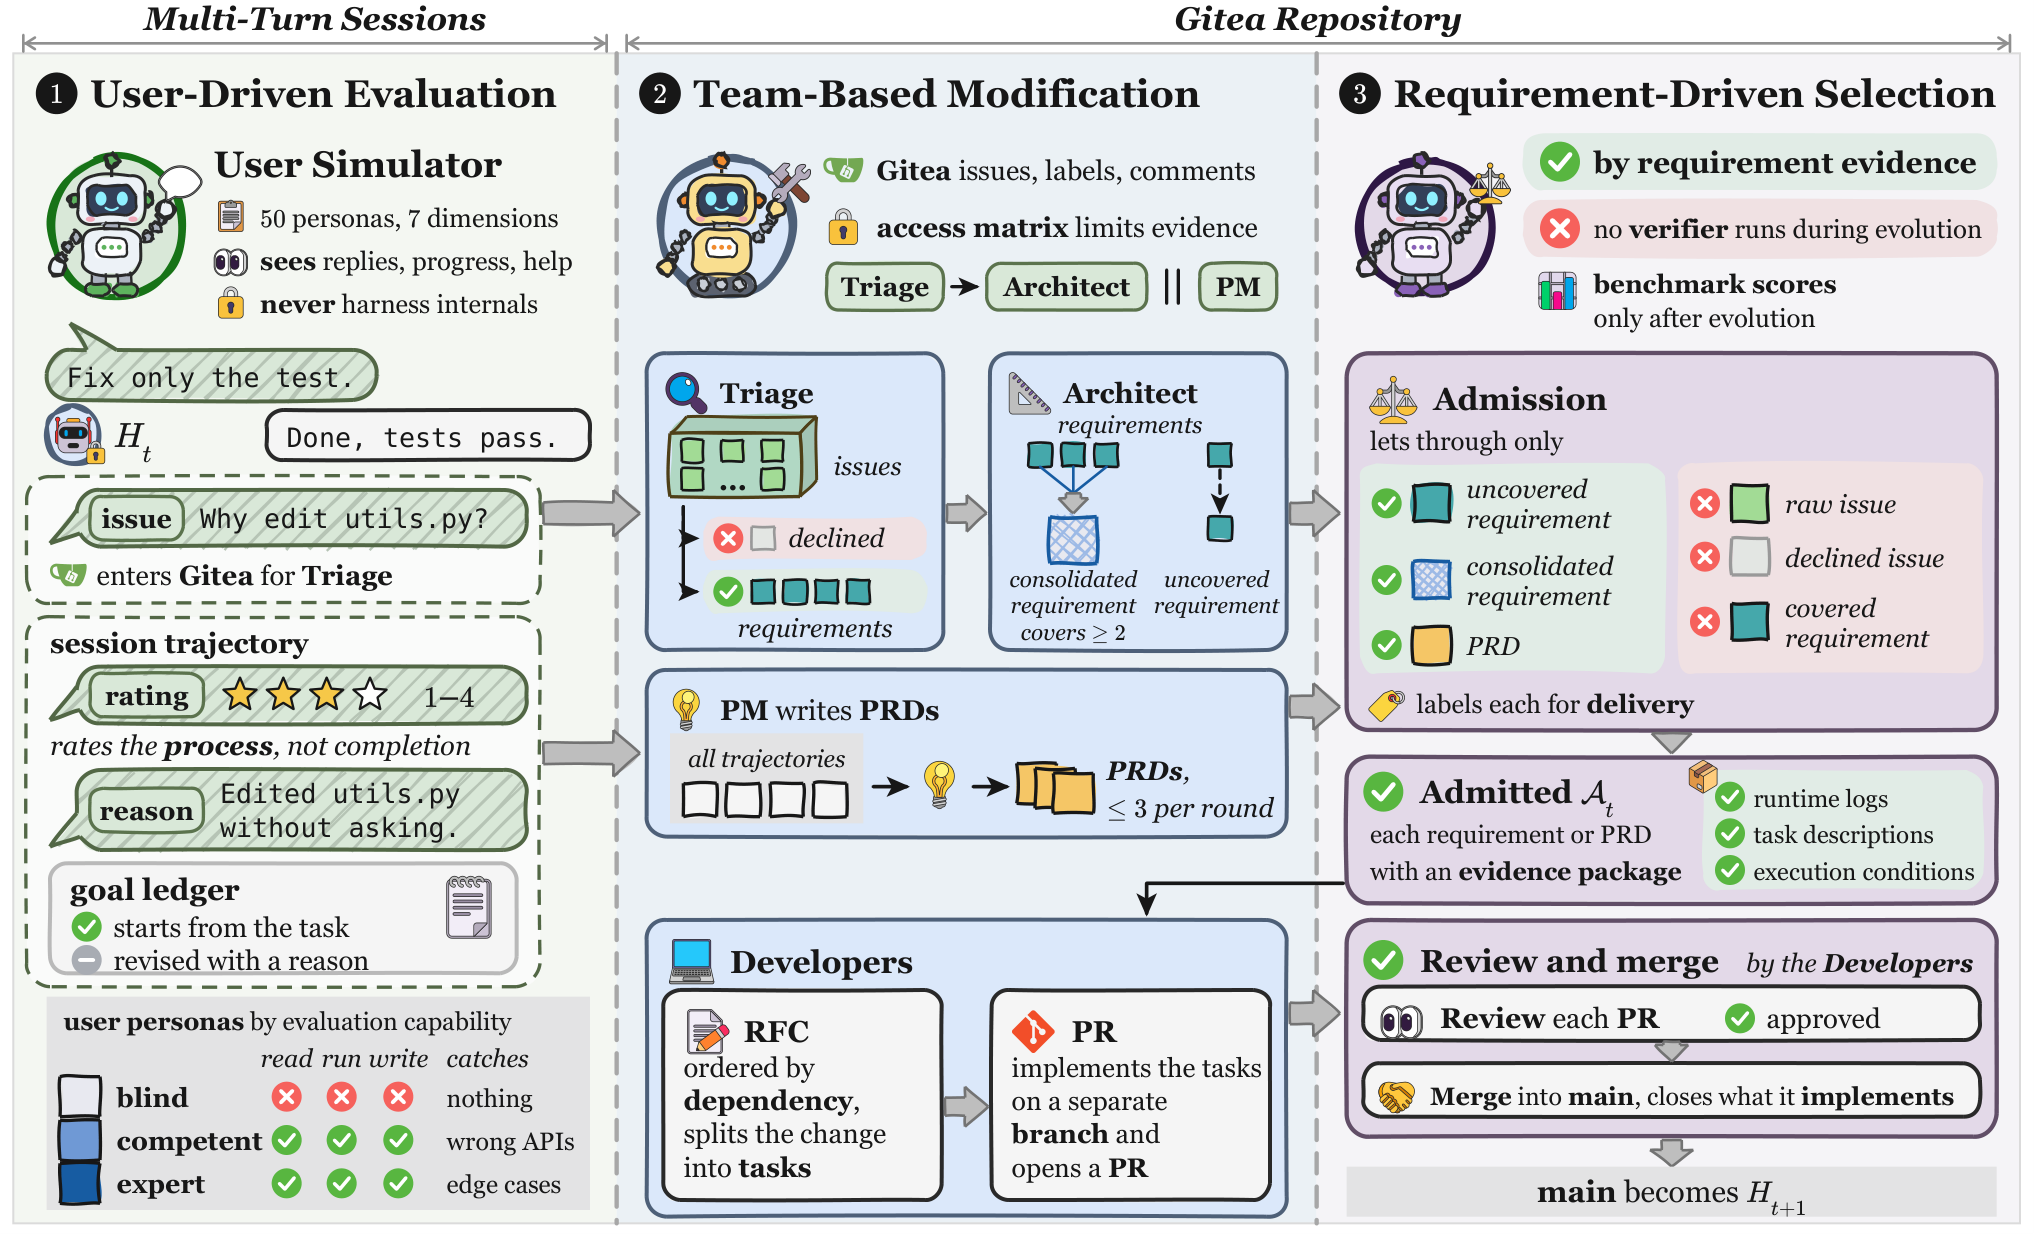 Multi-Turn Sessions
Gitea Repository
1 User-Driven Evaluation
User Simulator
50 personas, 7 dimensions
sees replies, progress, help
never harness internals
Fix only the test.
H_t
Done, tests pass.
issue Why edit utils.py?
enters Gitea for Triage
session trajectory
rating 1–4
rates the process, not completion
reason Edited utils.py
without asking.
goal ledger
starts from the task
revised with a reason
user personas by evaluation capability
read run write catches
blind nothing
competent wrong APIs
expert edge cases
2 Team-Based Modification
Gitea issues, labels, comments
access matrix limits evidence
Triage Architect PM
Triage
issues
...
declined
requirements
Architect
requirements
consolidated
requirement
covers ≥ 2
uncovered
requirement
PM writes PRDs
all trajectories
PRDs,
≤ 3 per round
Developers
RFC
ordered by
dependency,
splits the change
into tasks
PR
implements the tasks
on a separate
branch and
opens a PR
3 Requirement-Driven Selection
by requirement evidence
no verifier runs during evolution
benchmark scores
only after evolution
Admission
lets through only
uncovered
requirement
consolidated
requirement
PRD
raw issue
declined issue
covered
requirement
labels each for delivery
Admitted 𝒜_t
each requirement or PRD
with an evidence package
runtime logs
task descriptions
execution conditions
Review and merge by the Developers
Review each PR approved
Merge into main, closes what it implements
main becomes H_{t+1}